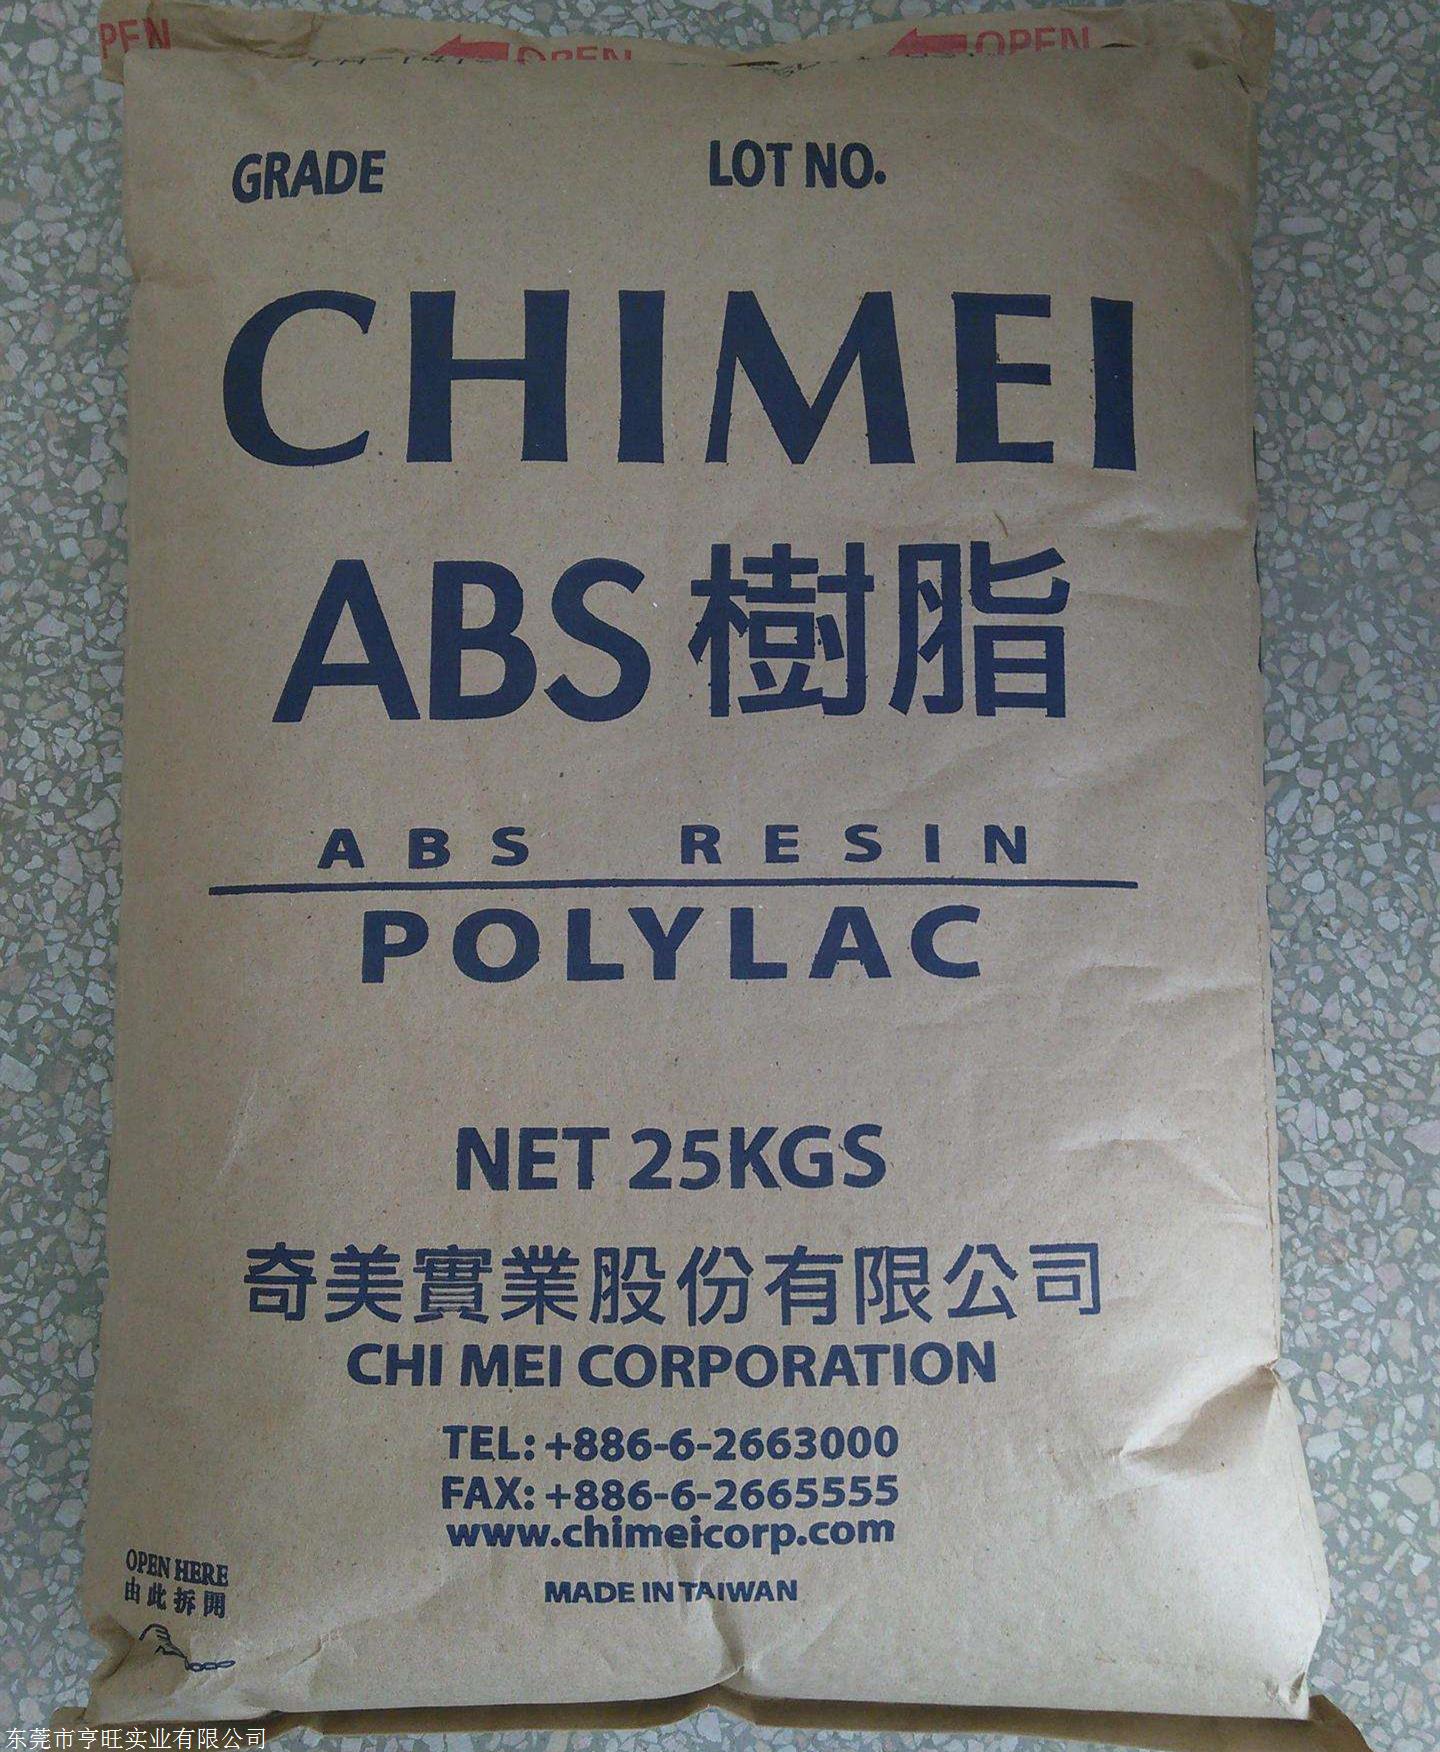 OPEN OPEN
GRADE LOT NO.
CHIMEI
ABS樹脂
ABS RESIN
POLYLAC
NET 25KGS
奇美實業股份有限公司
CHI MEI CORPORATION
TEL: +886-6-2663000
FAX: +886-6-2665555
www.chimeicorp.com
MADE IN TAIWAN
OPEN HERE
由此拆開
东莞市亨旺实业有限公司